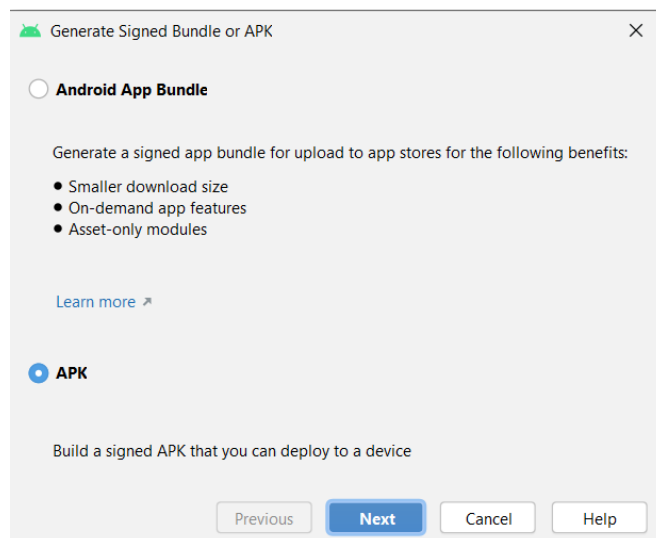 Generate Signed Bundle or APK
Android App Bundle
Generate a signed app bundle for upload to app stores for the following benefits:
Smaller download size
On-demand app features
Asset-only modules
Learn more
APK
Build a signed APK that you can deploy to a device
Previous Next Cancel Help